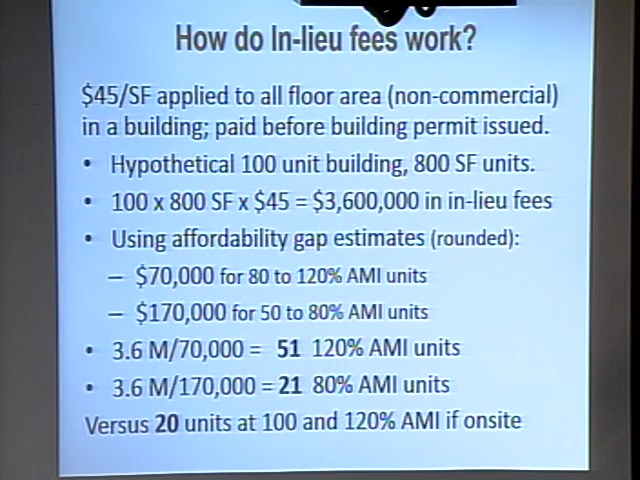 How do In-lieu fees work?
$45/SF applied to all floor area (non-commercial)
in a building; paid before building permit issued.
• Hypothetical 100 unit building, 800 SF units.
• 100 x 800 SF x $45 = $3,600,000 in in-lieu fees
• Using affordability gap estimates (rounded):
– $70,000 for 80 to 120% AMI units
– $170,000 for 50 to 80% AMI units
• 3.6 M/70,000 = 51 120% AMI units
• 3.6 M/170,000 = 21 80% AMI units
Versus 20 units at 100 and 120% AMI if onsite